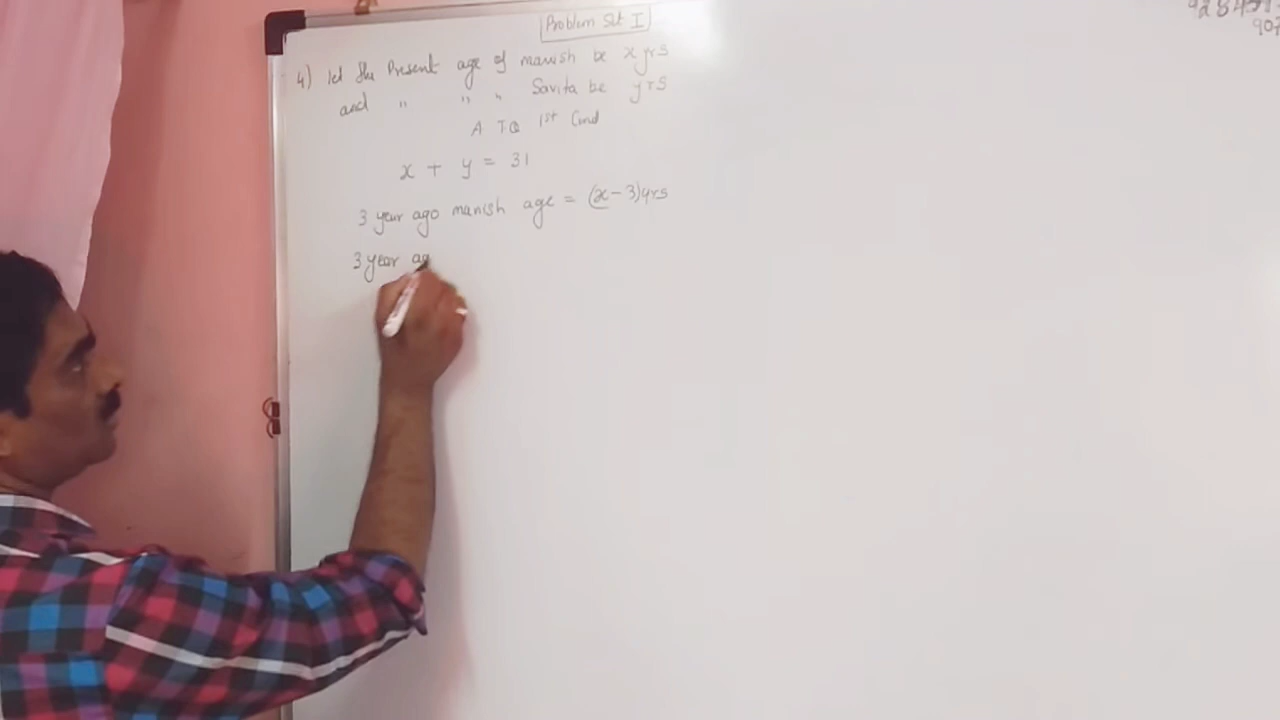 Problem Set I
4) let the Present age of manish be x yrs
and " " " Savita be yrs
A TQ 1st Cond
x + y = 31
3 year ago manish age = (x - 3) yrs
3 year ag